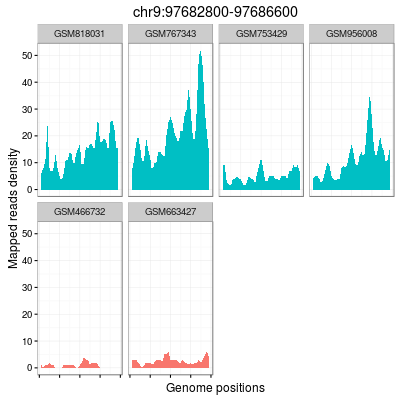 chr9:97682800-97686600
GSM818031 GSM767343 GSM753429 GSM956008
50
40
30
20
10
0
Mapped reads density
GSM466732 GSM663427
50
40
30
20
10
0
Genome positions